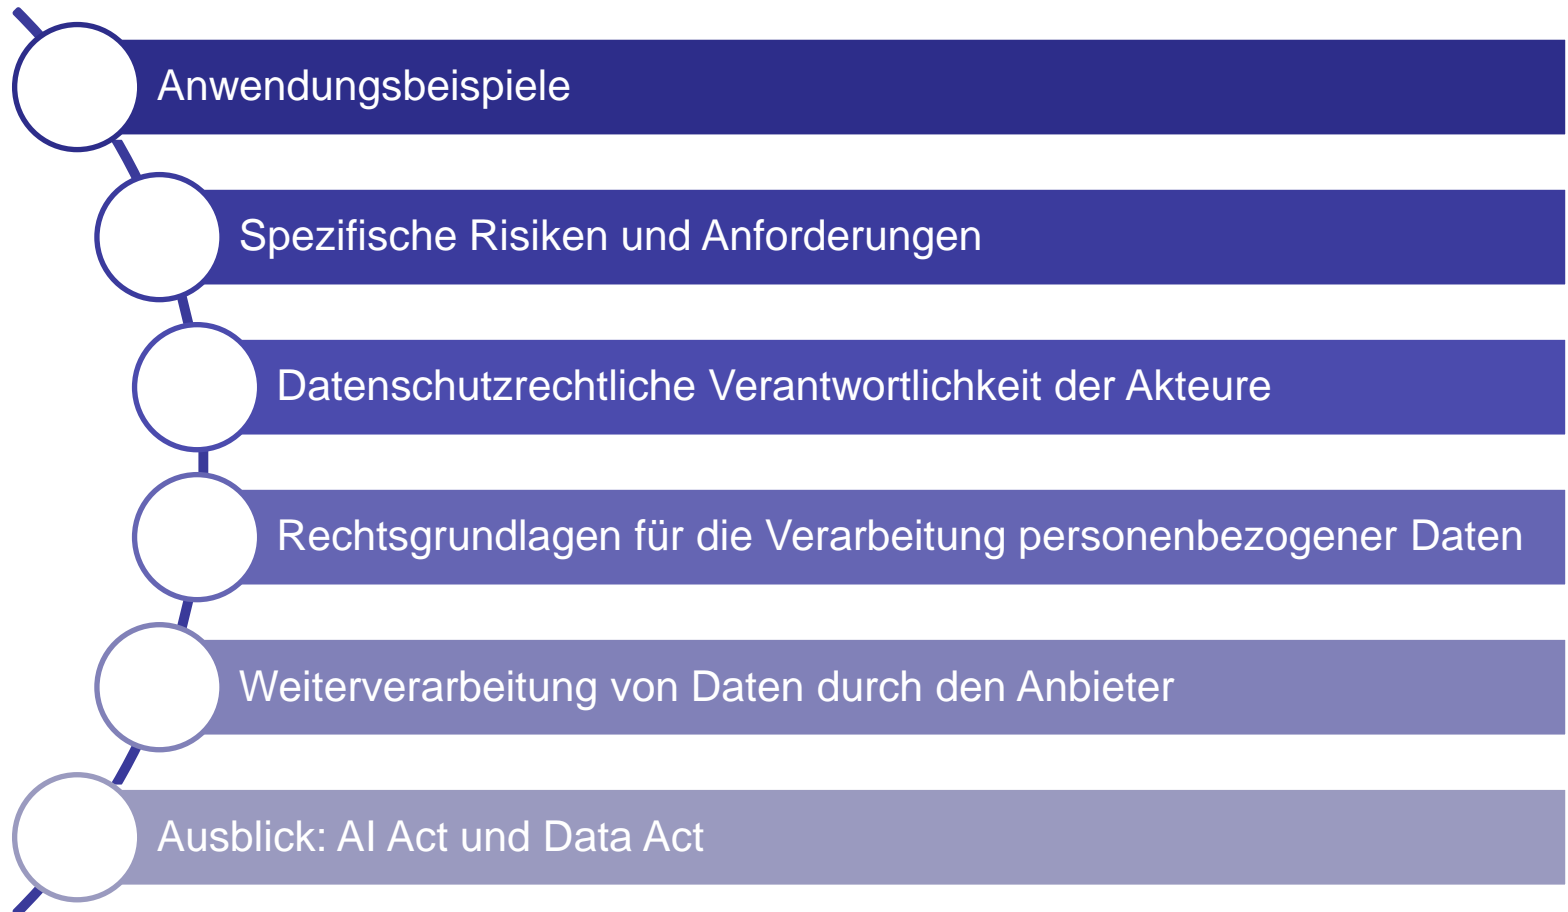 Anwendungsbeispiele
Spezifische Risiken und Anforderungen
Datenschutzrechtliche Verantwortlichkeit der Akteure
Rechtsgrundlagen für die Verarbeitung personenbezogener Daten
Weiterverarbeitung von Daten durch den Anbieter
Ausblick: AI Act und Data Act